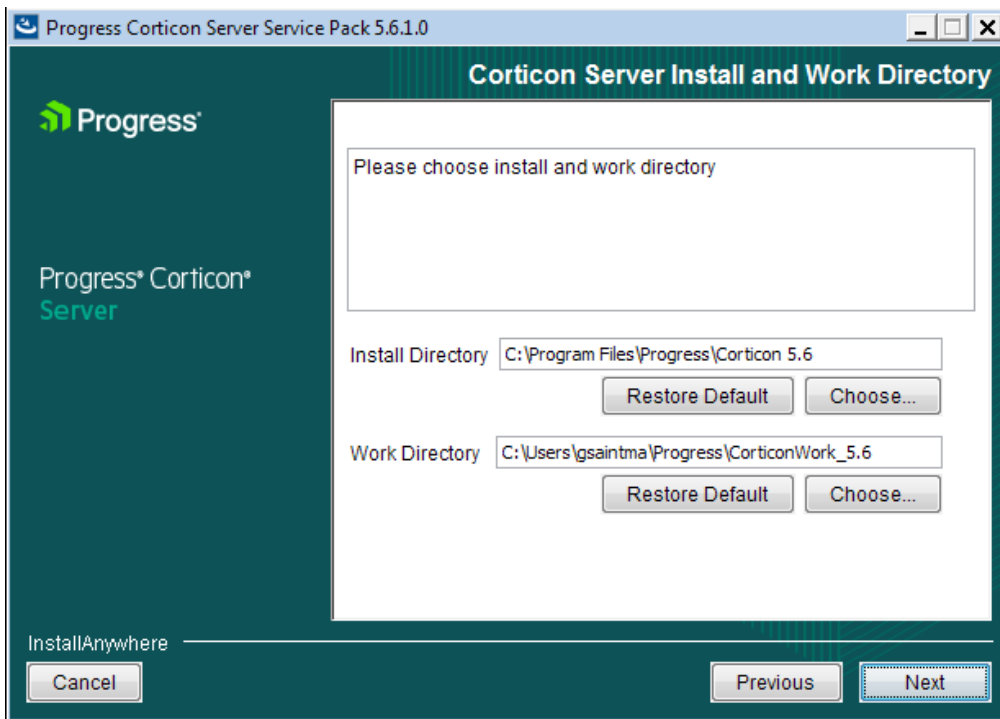 Progress Corticon Server Service Pack 5.6.1.0
Corticon Server Install and Work Directory
Progress®
Please choose install and work directory
Progress® Corticon®
Server
Install Directory C:\Program Files\Progress\Corticon 5.6
Restore Default Choose...
Work Directory C:\Users\gsaintma\Progress\CorticonWork_5.6
Restore Default Choose...
InstallAnywhere
Cancel Previous Next